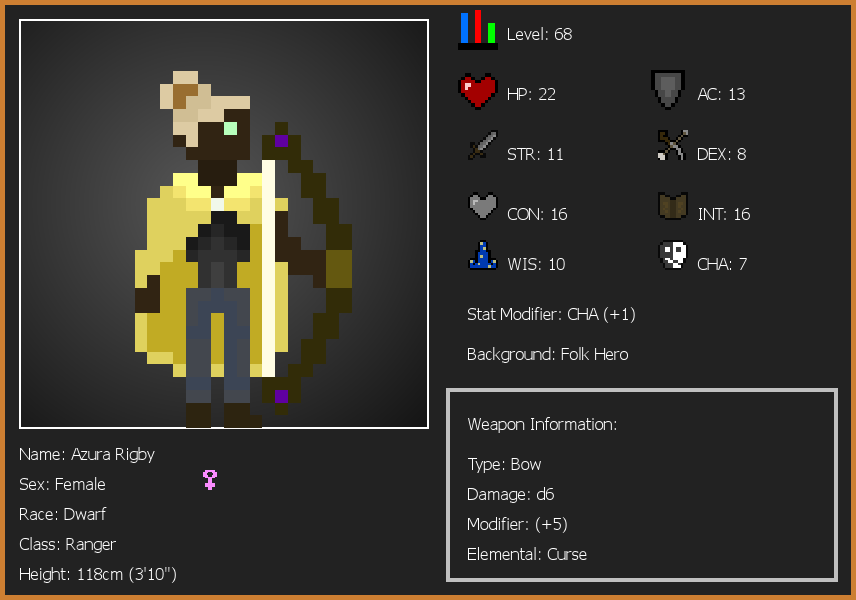 Level: 68
HP: 22
AC: 13
STR: 11
DEX: 8
CON: 16
INT: 16
WIS: 10
CHA: 7
Stat Modifier: CHA (+1)
Background: Folk Hero
Weapon Information:
Type: Bow
Damage: d6
Modifier: (+5)
Elemental: Curse
Name: Azura Rigby
Sex: Female
Race: Dwarf
Class: Ranger
Height: 118cm (3'10")